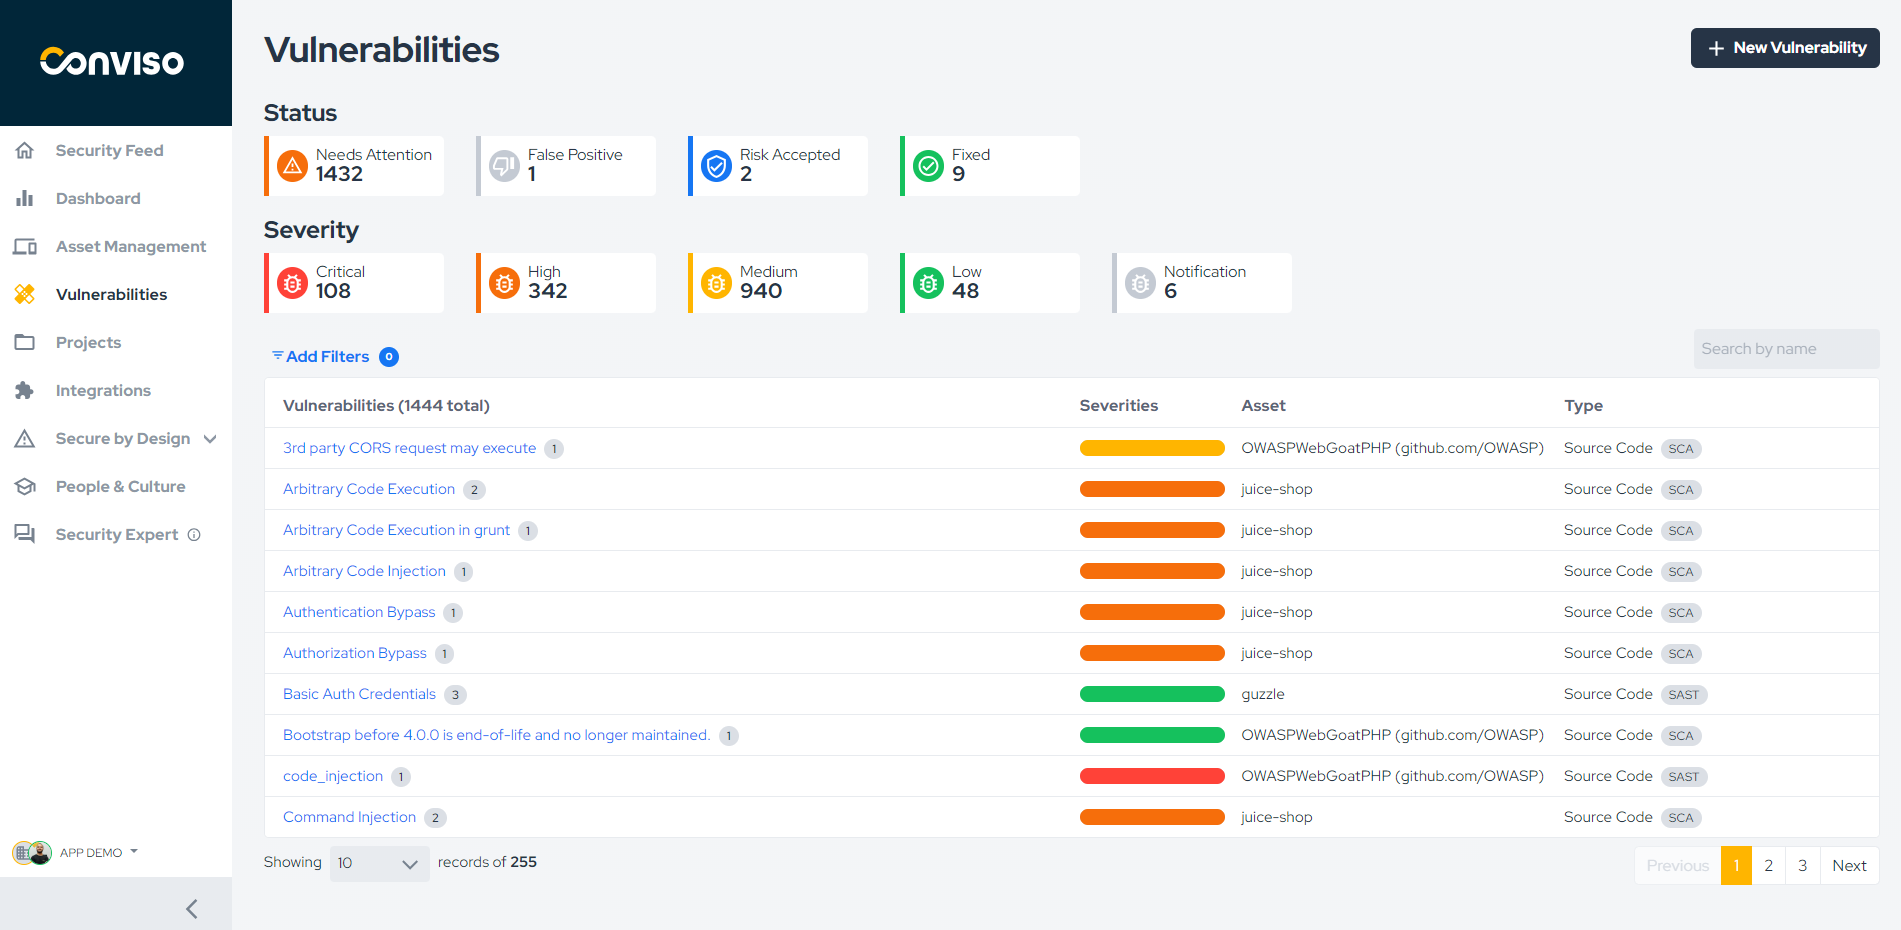 Conviso
Security Feed
Dashboard
Asset Management
Vulnerabilities
Projects
Integrations
Secure by Design
People & Culture
Security Expert
APP DEMO
Vulnerabilities
New Vulnerability
Status
Needs Attention
1432
False Positive
1
Risk Accepted
2
Fixed
9
Severity
Critical
108
High
342
Medium
940
Low
48
Notification
6
Add Filters 0
Search by name
Vulnerabilities (1444 total) Severities Asset Type
3rd party CORS request may execute 1 OWASPWebGoatPHP (github.com/OWASP) Source Code SCA
Arbitrary Code Execution 2 juice-shop Source Code SCA
Arbitrary Code Execution in grunt 1 juice-shop Source Code SCA
Arbitrary Code Injection 1 juice-shop Source Code SCA
Authentication Bypass 1 juice-shop Source Code SCA
Authorization Bypass 1 juice-shop Source Code SCA
Basic Auth Credentials 3 guzzle Source Code SAST
Bootstrap before 4.0.0 is end-of-life and no longer maintained. 1 OWASPWebGoatPHP (github.com/OWASP) Source Code SCA
code_injection 1 OWASPWebGoatPHP (github.com/OWASP) Source Code SAST
Command Injection 2 juice-shop Source Code SCA
Showing 10 records of 255
Previous 1 2 3 Next